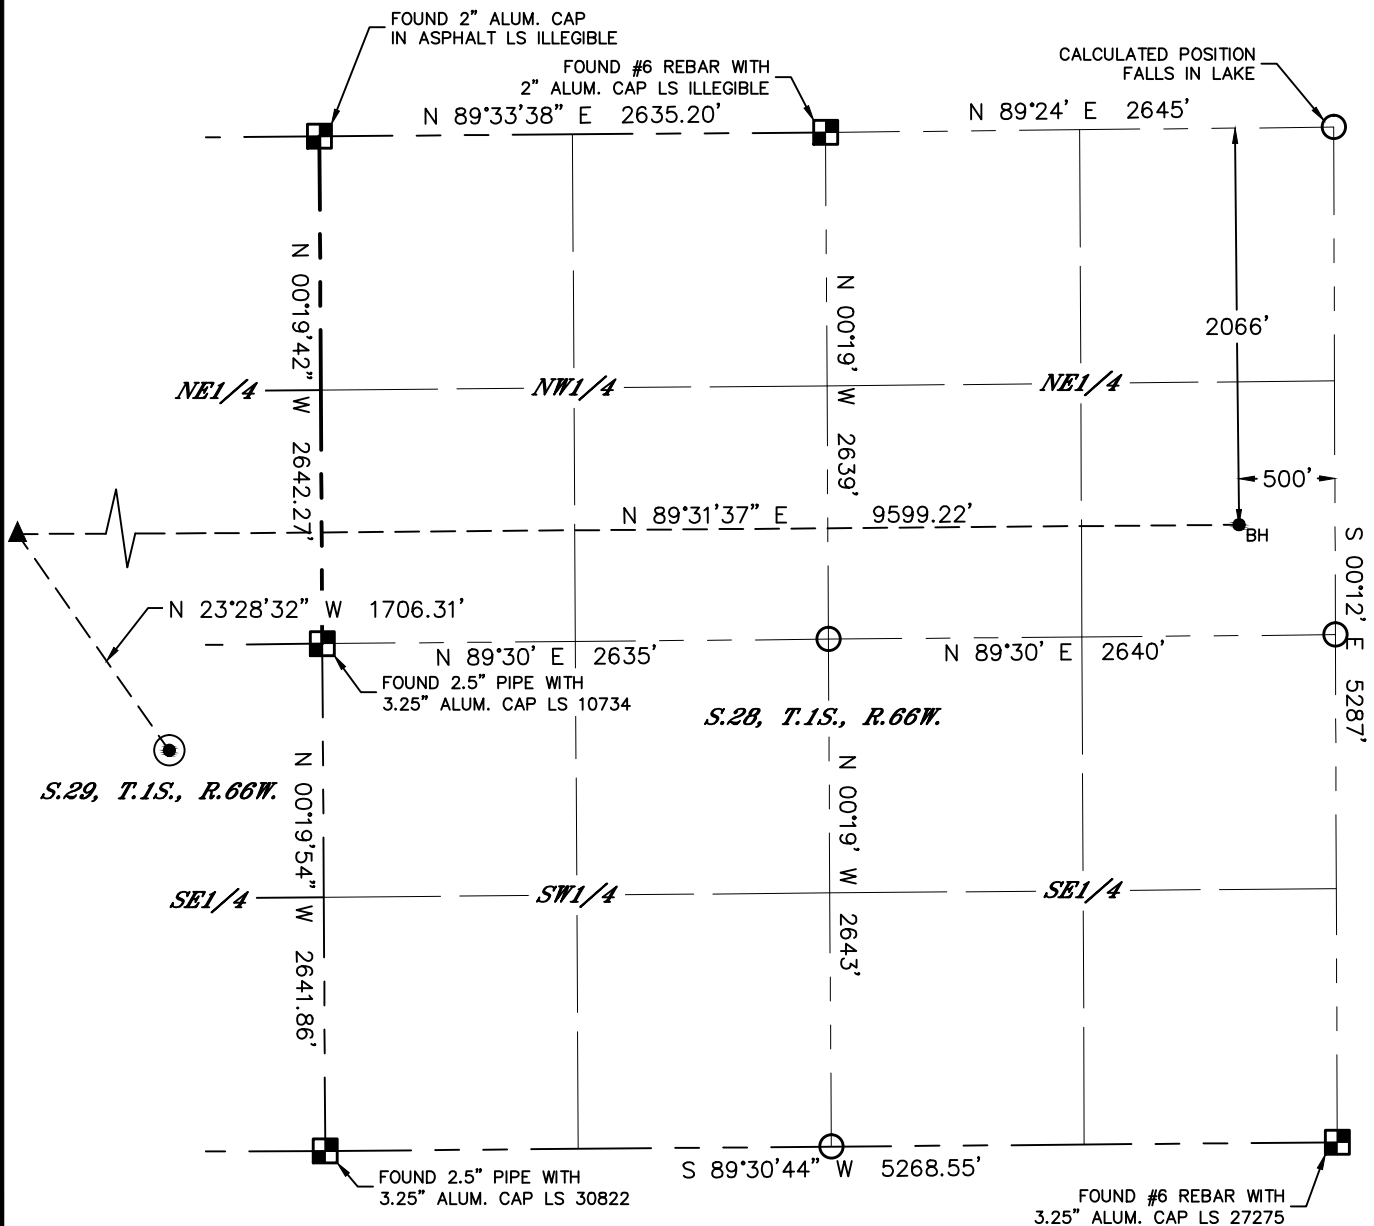 FOUND 2" ALUM. CAP
IN ASPHALT LS ILLEGIBLE
FOUND #6 REBAR WITH
2" ALUM. CAP LS ILLEGIBLE
CALCULATED POSITION
FALLS IN LAKE
N 89°33'38" E 2635.20'
N 89°24' E 2645'
N 00°19'42" W 2642.27'
N 00°19' W 2639'
2066'
NE1/4
NW1/4
NE1/4
500'
N 89°31'37" E 9599.22'
BH
S 00°12' E 5287'
N 23°28'32" W 1706.31'
N 89°30' E 2635'
N 89°30' E 2640'
FOUND 2.5" PIPE WITH
3.25" ALUM. CAP LS 10734
S.28, T.1S., R.66W.
S.29, T.1S., R.66W.
N 00°19'54" W 2641.86'
N 00°19' W 2643'
SE1/4
SW1/4
SE1/4
S 89°30'44" W 5268.55'
FOUND 2.5" PIPE WITH
3.25" ALUM. CAP LS 30822
FOUND #6 REBAR WITH
3.25" ALUM. CAP LS 27275